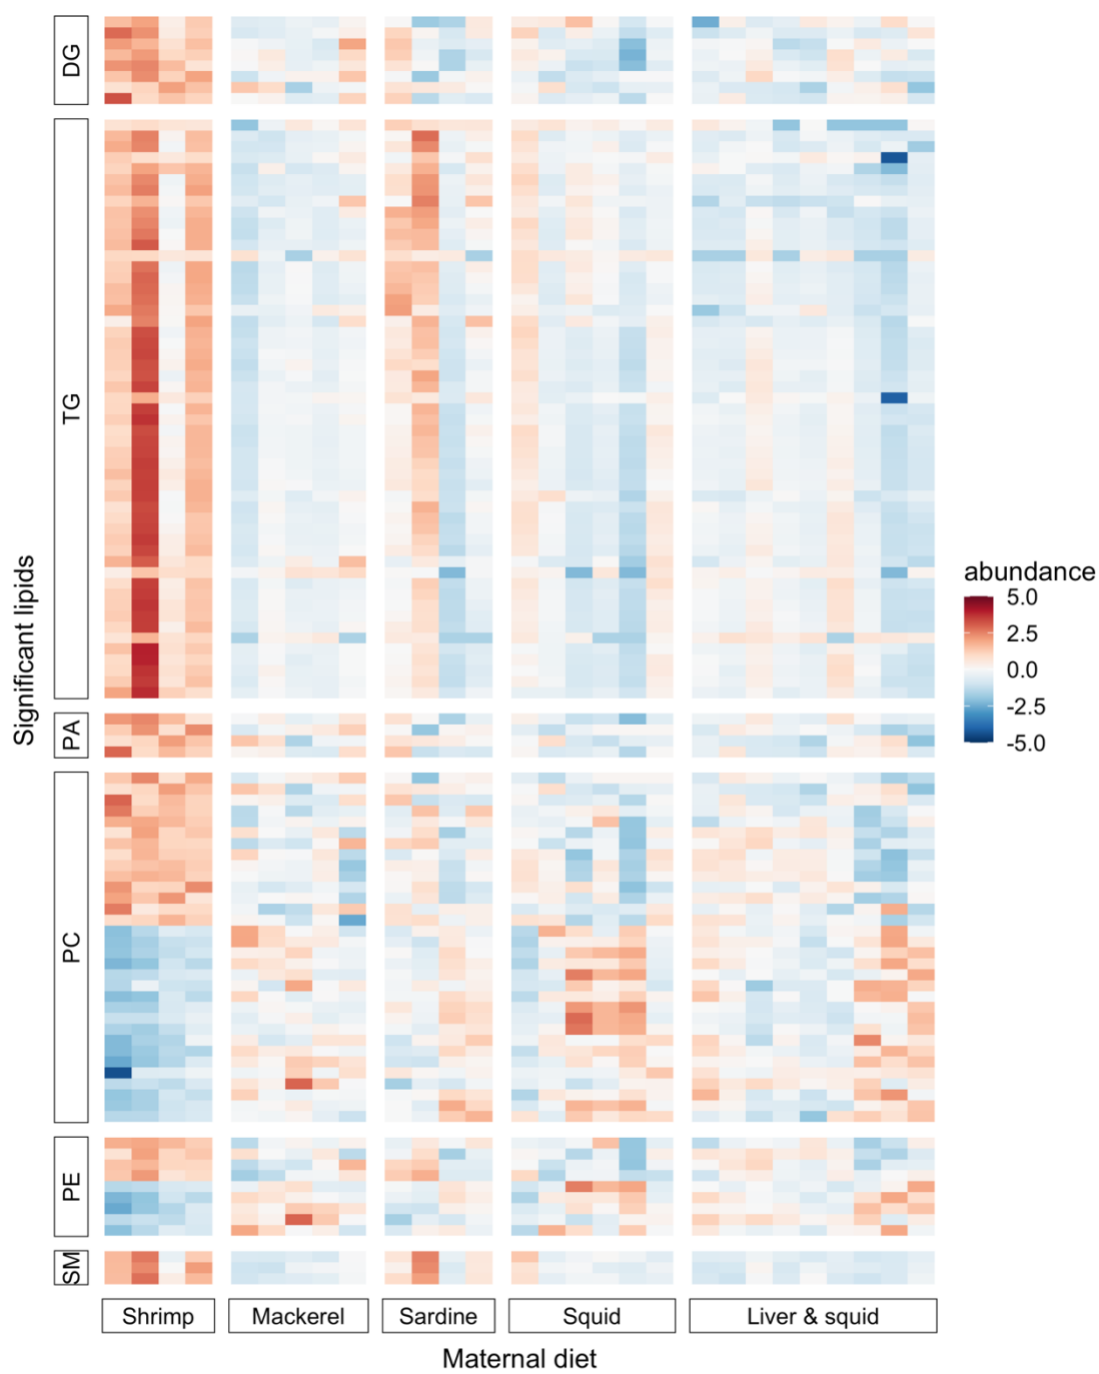 DG
TG
PA
PC
PE
SM
Significant lipids
abundance
5.0
2.5
0.0
-2.5
-5.0
Shrimp
Mackerel
Sardine
Squid
Liver & squid
Maternal diet